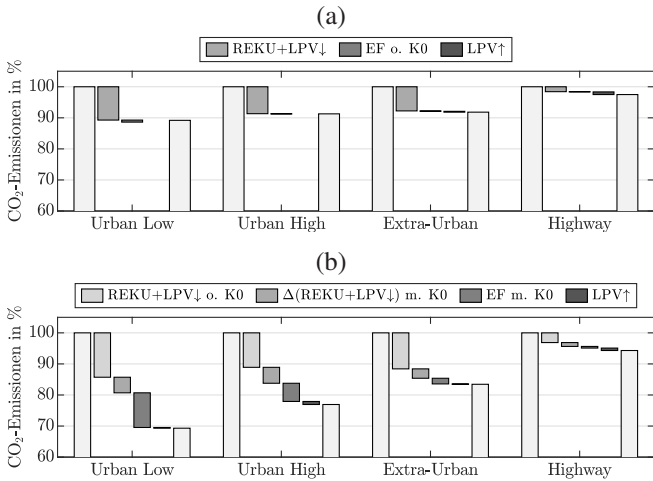 (a)
REKU+LPV↓ EF o. K0 LPV↑
CO₂-Emissionen in %
100
90
80
70
60
Urban Low Urban High Extra-Urban Highway
(b)
REKU+LPV↓ o. K0 Δ(REKU+LPV↓) m. K0 EF m. K0 LPV↑
CO₂-Emissionen in %
100
90
80
70
60
Urban Low Urban High Extra-Urban Highway